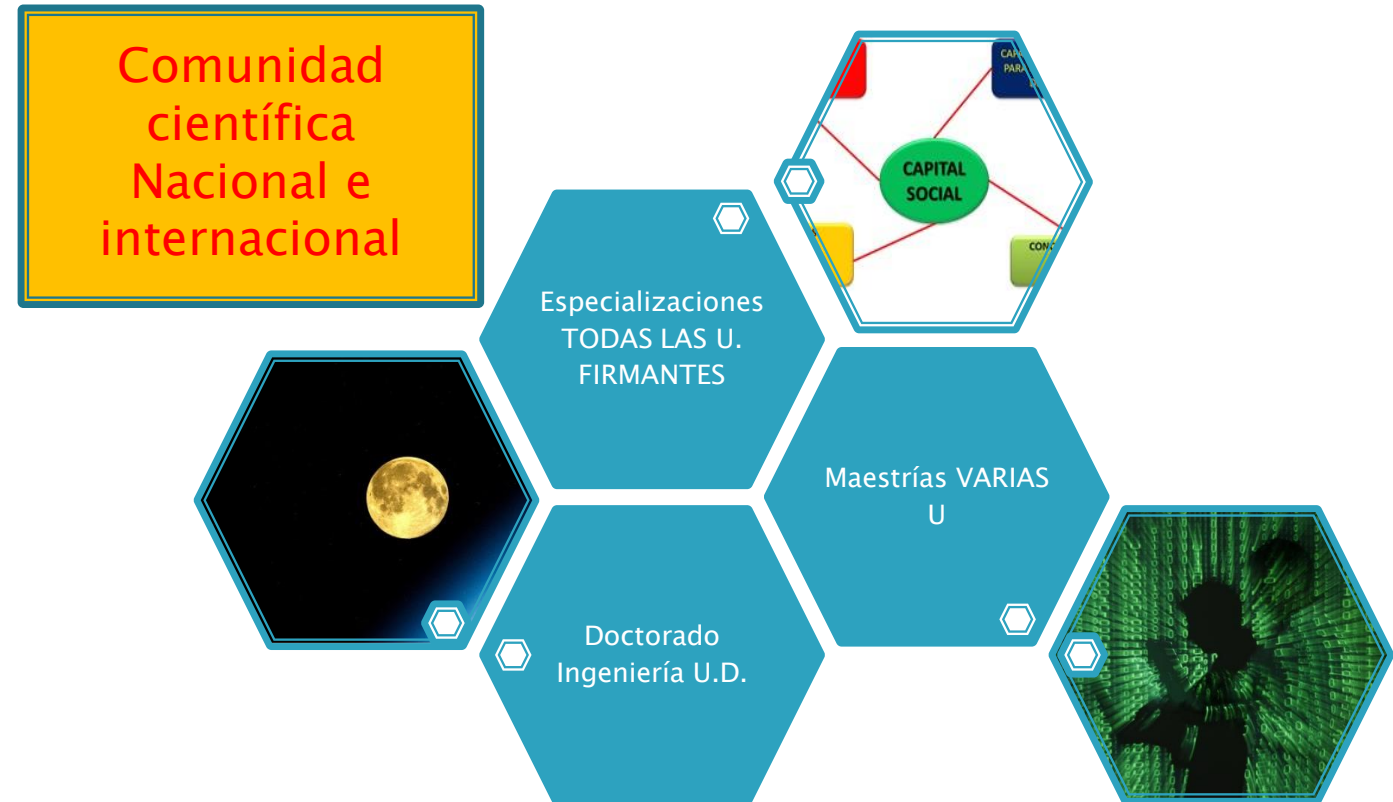 Comunidad
científica
Nacional e
internacional
CAPITAL
SOCIAL
Especializaciones
TODAS LAS U.
FIRMANTES
Maestrías VARIAS
U
Doctorado
Ingeniería U.D.